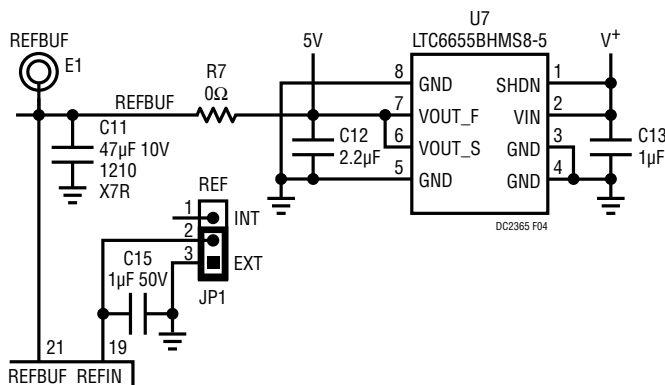 REFBUF
E1
R7
0Ω
REFBUF
C11
47µF 10V
1210
X7R
5V
C12
2.2µF
U7
LTC6655BHMS8-5
V+
8 GND
7 VOUT_F
6 VOUT_S
5 GND
SHDN 1
VIN 2
GND 3
GND 4
C13
1µF
DC2365 F04
REF
1 INT
2
3 EXT
JP1
C15
1µF 50V
21 19
REFBUF REFIN